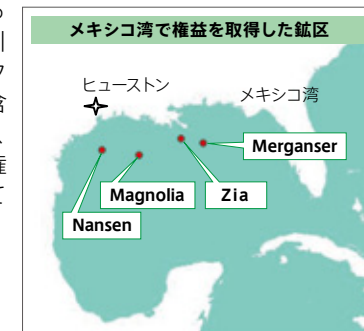 メキシコ湾で権益を取得した鉱区
ヒューストン
メキシコ湾
Merganser
Magnolia
Zia
Nansen